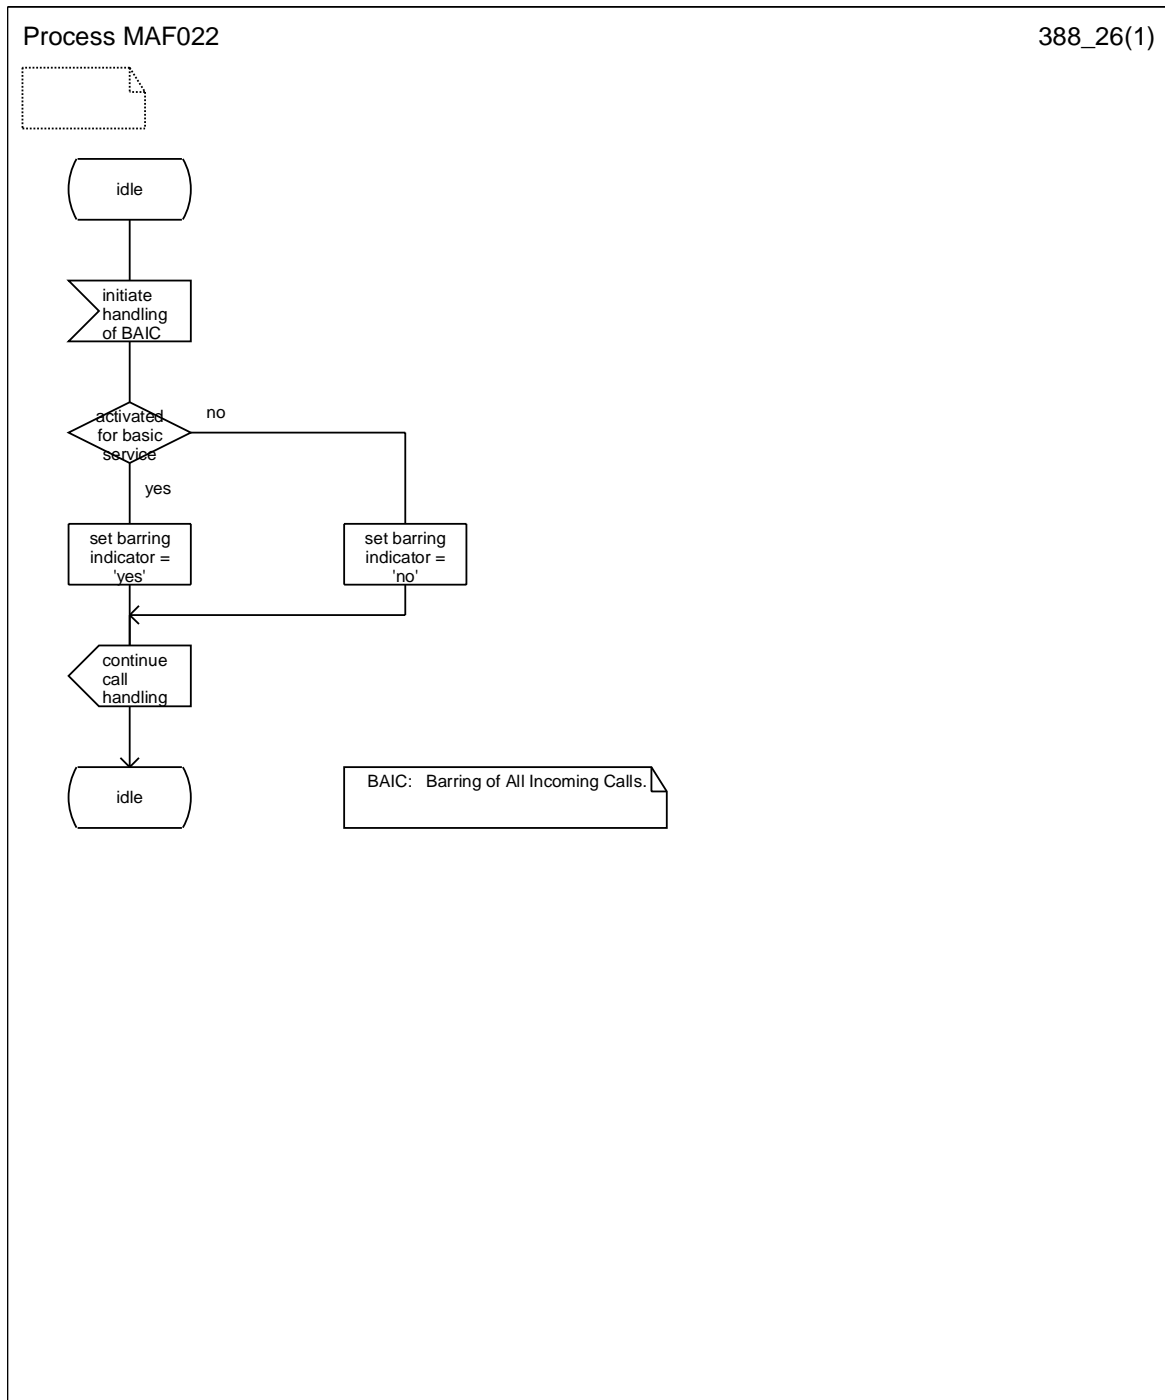 Process MAF022
388_26(1)
idle
initiate
handling
of BAIC
activated
for basic
service
no
yes
set barring
indicator =
'yes'
set barring
indicator =
'no'
continue
call
handling
idle
BAIC: Barring of All Incoming Calls.